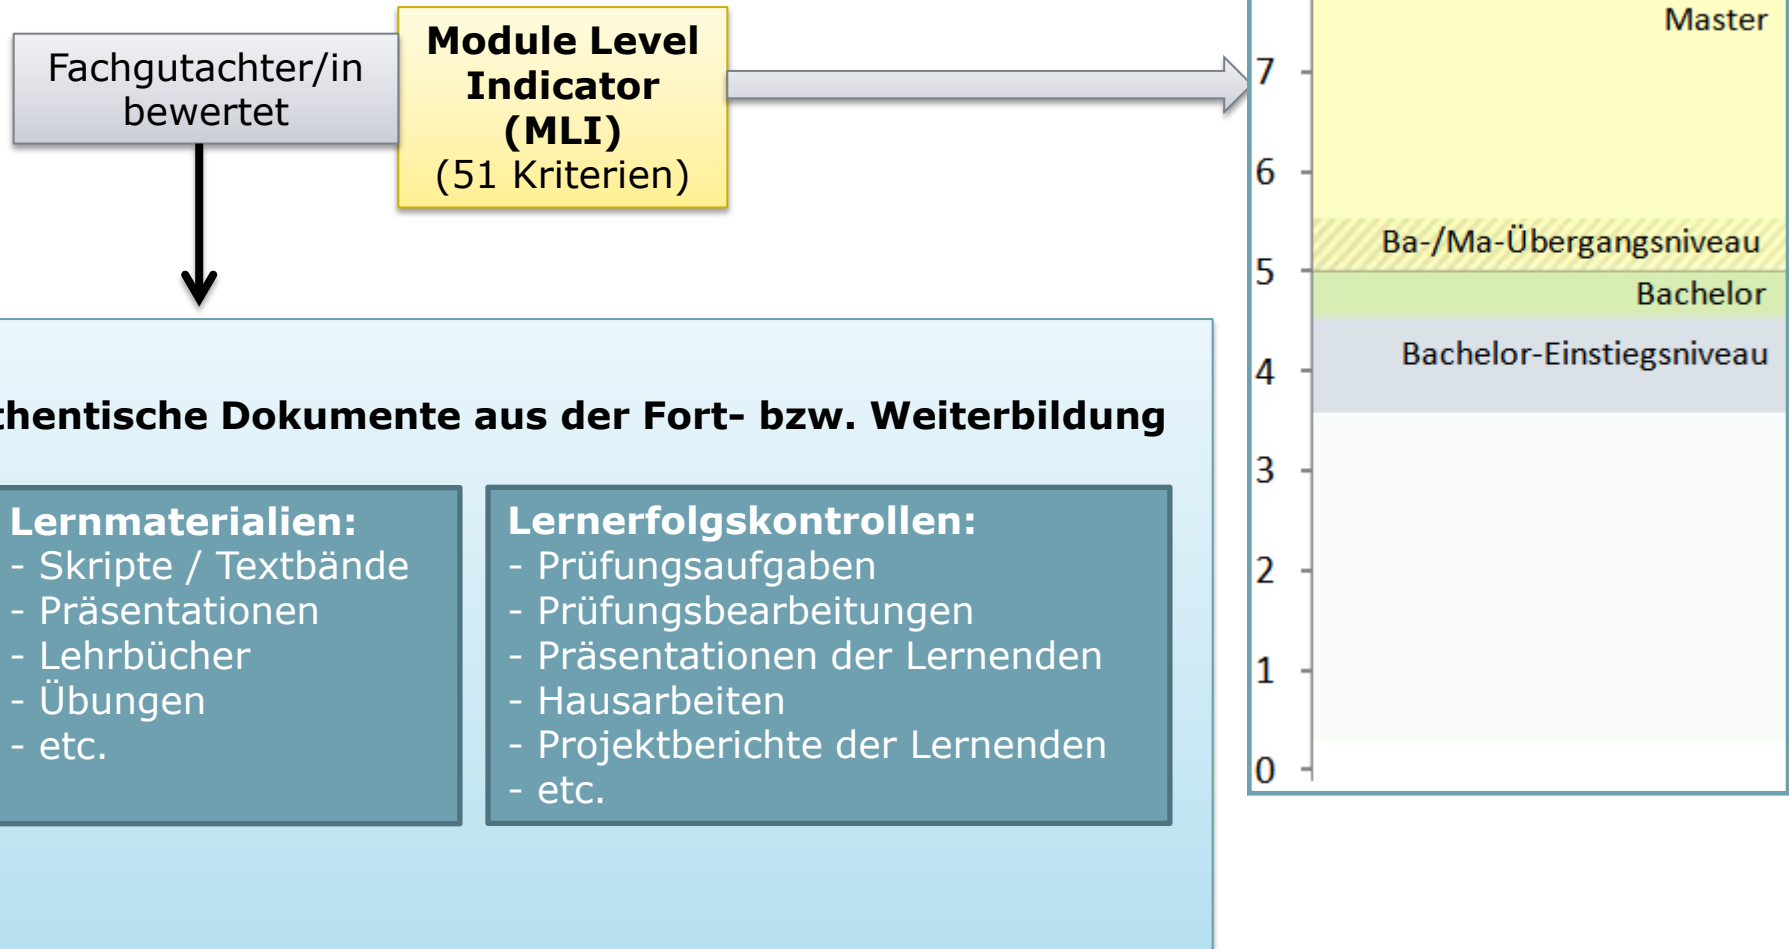 Fachgutachter/in
bewertet
Module Level
Indicator
(MLI)
(51 Kriterien)
thentische Dokumente aus der Fort- bzw. Weiterbildung
Lernmaterialien:
- Skripte / Textbände
- Präsentationen
- Lehrbücher
- Übungen
- etc.
Lernerfolgskontrollen:
- Prüfungsaufgaben
- Prüfungsbearbeitungen
- Präsentationen der Lernenden
- Hausarbeiten
- Projektberichte der Lernenden
- etc.
Master
7
6
Ba-/Ma-Übergangsniveau
5
Bachelor
Bachelor-Einstiegsniveau
4
3
2
1
0